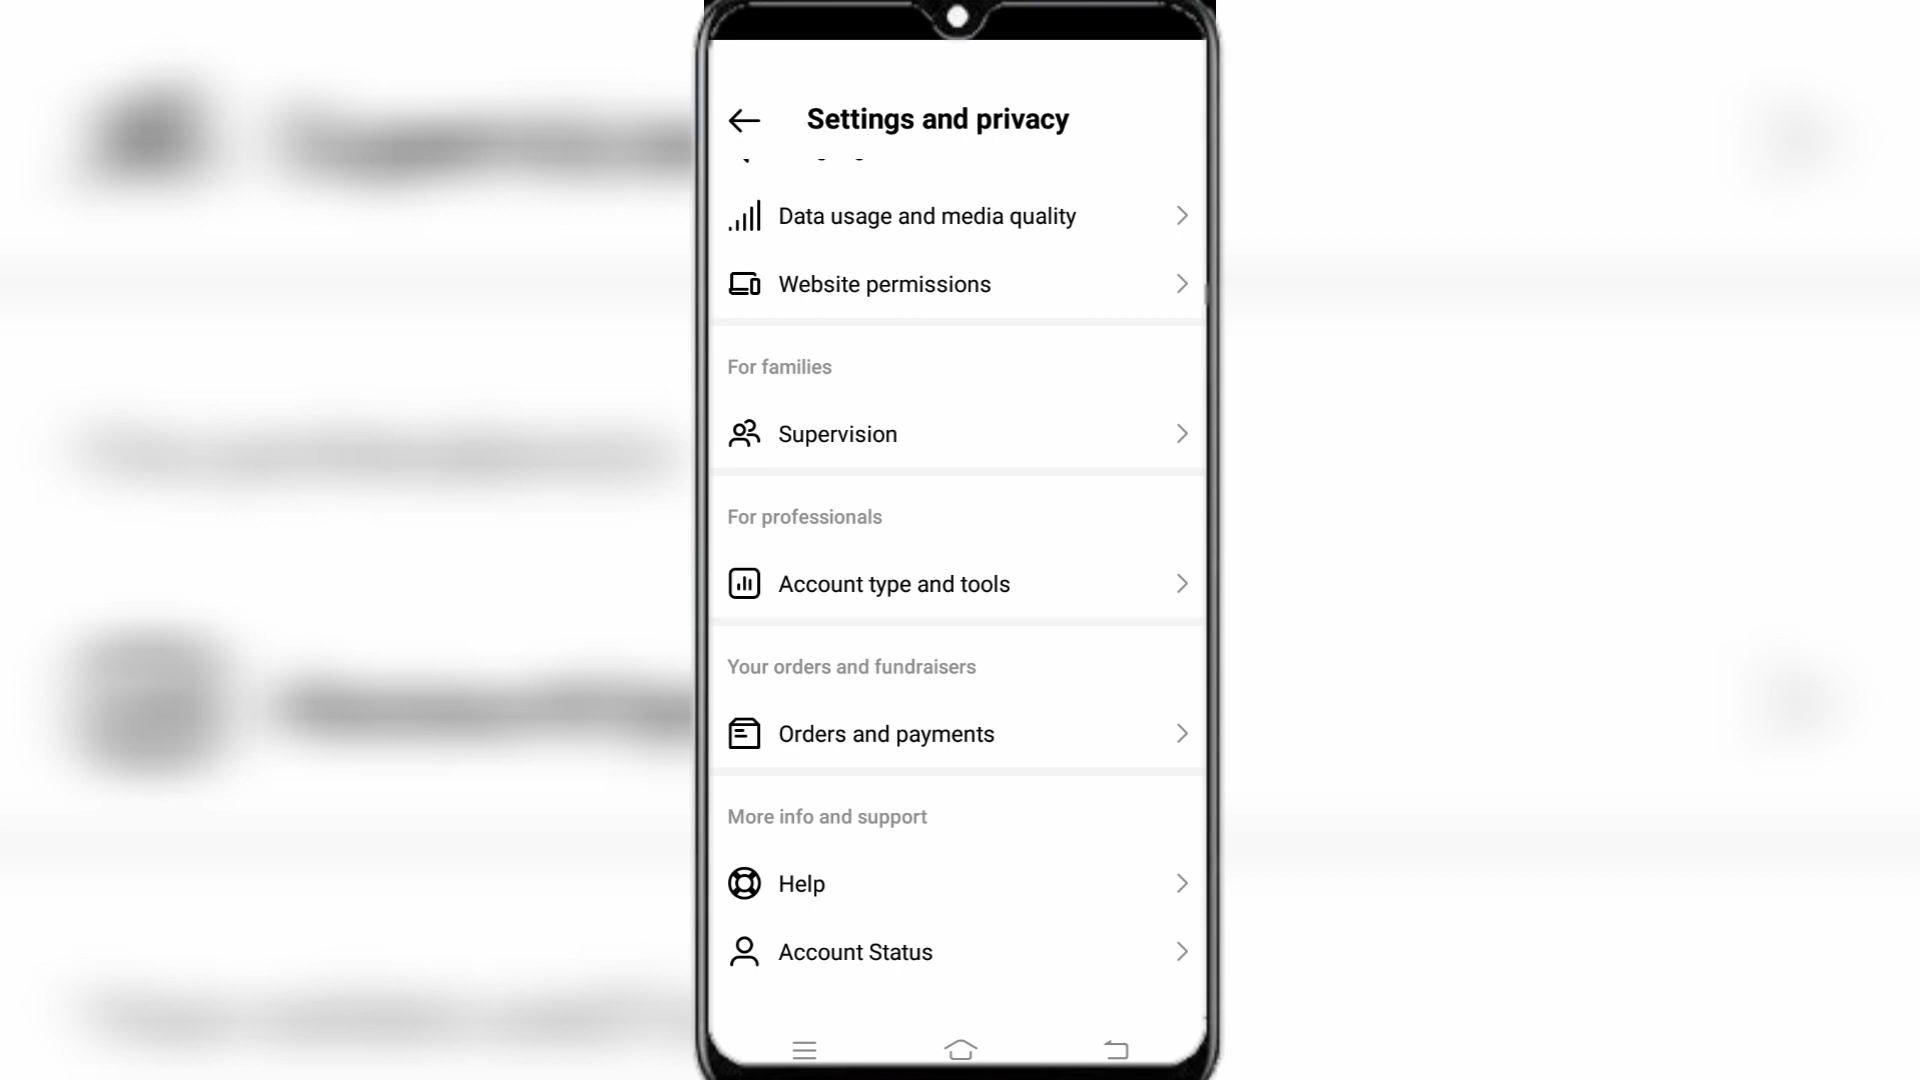 Settings and privacy
Data usage and media quality
Website permissions
For families
Supervision
For professionals
Account type and tools
Your orders and fundraisers
Orders and payments
More info and support
Help
Account Status